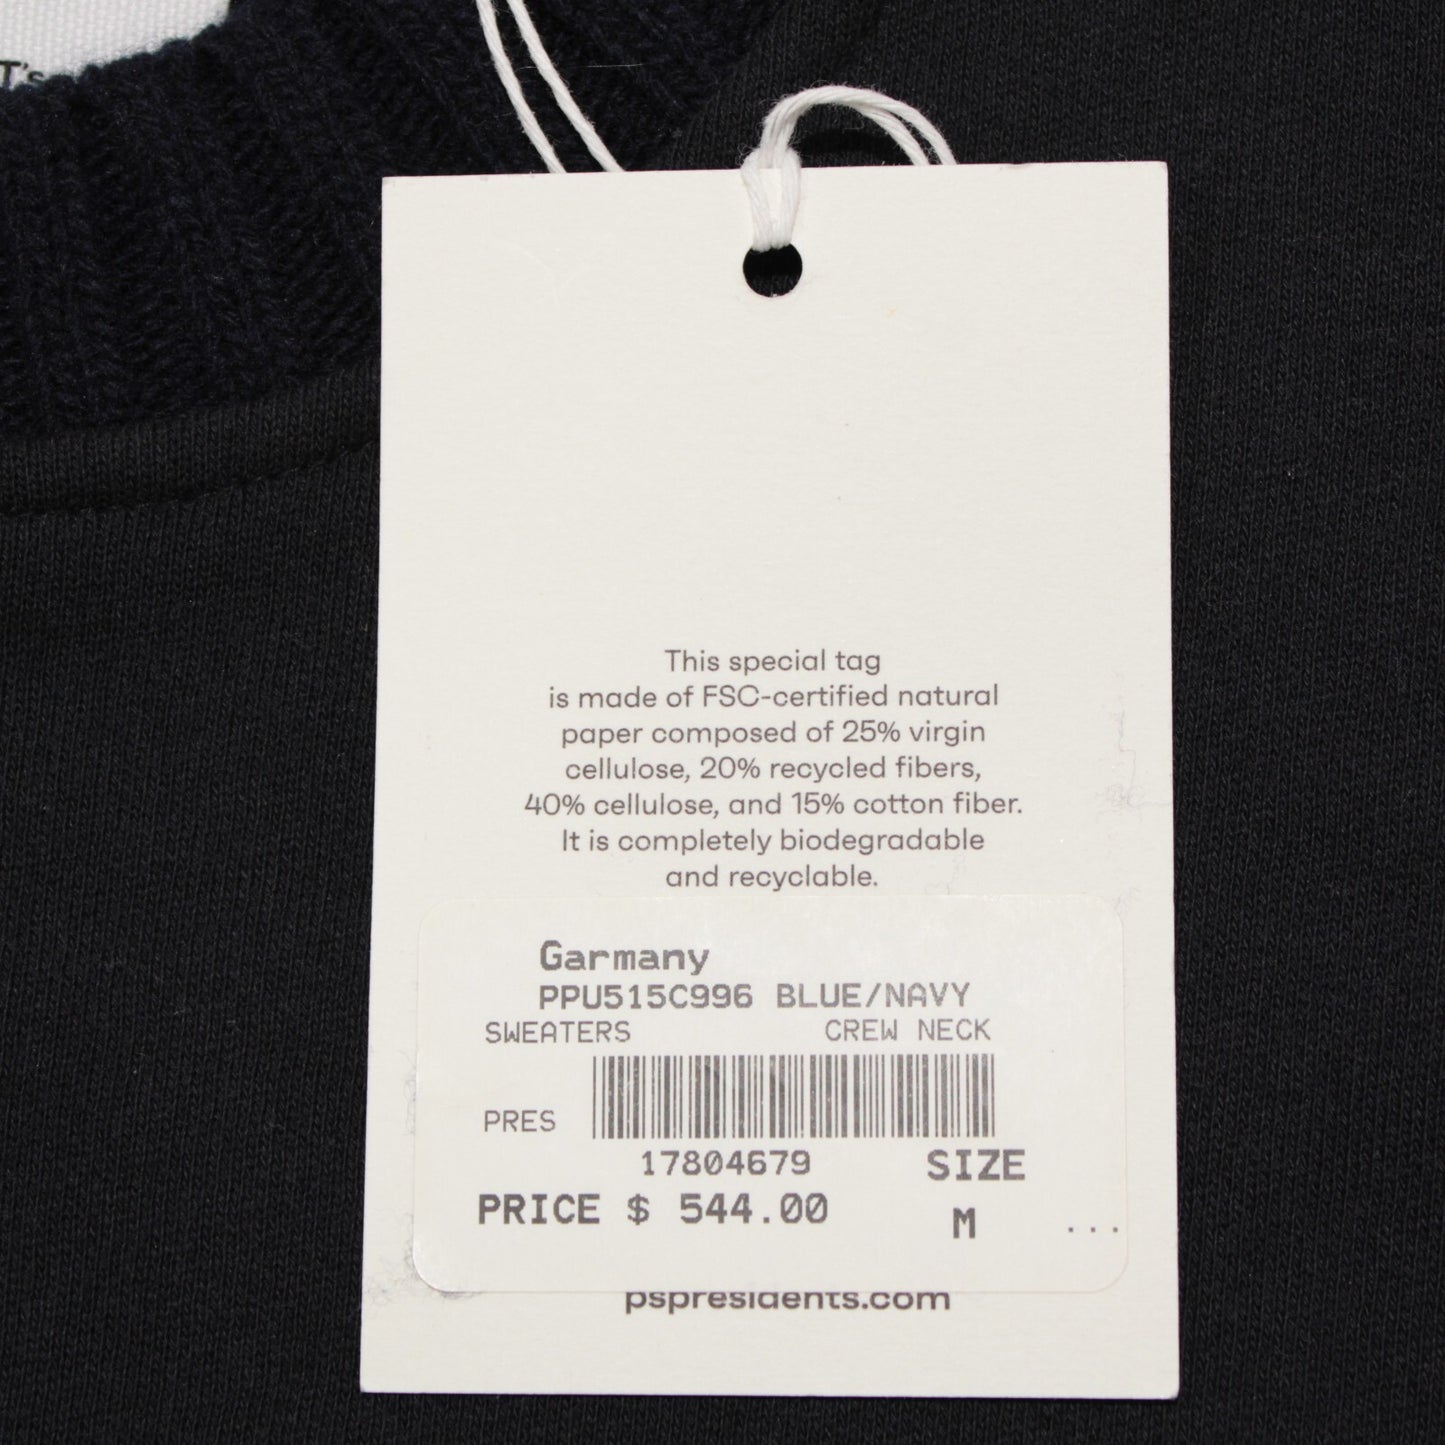 T's
This special tag
is made of FSC-certified natural
paper composed of 25% virgin
cellulose, 20% recycled fibers,
40% cellulose, and 15% cotton fiber.
It is completely biodegradable
and recyclable.
Garmany
PPU515C996 BLUE/NAVY
SWEATERS CREW NECK
PRES
17804679 SIZE
PRICE $ 544.00 M ...
pspresidents.com